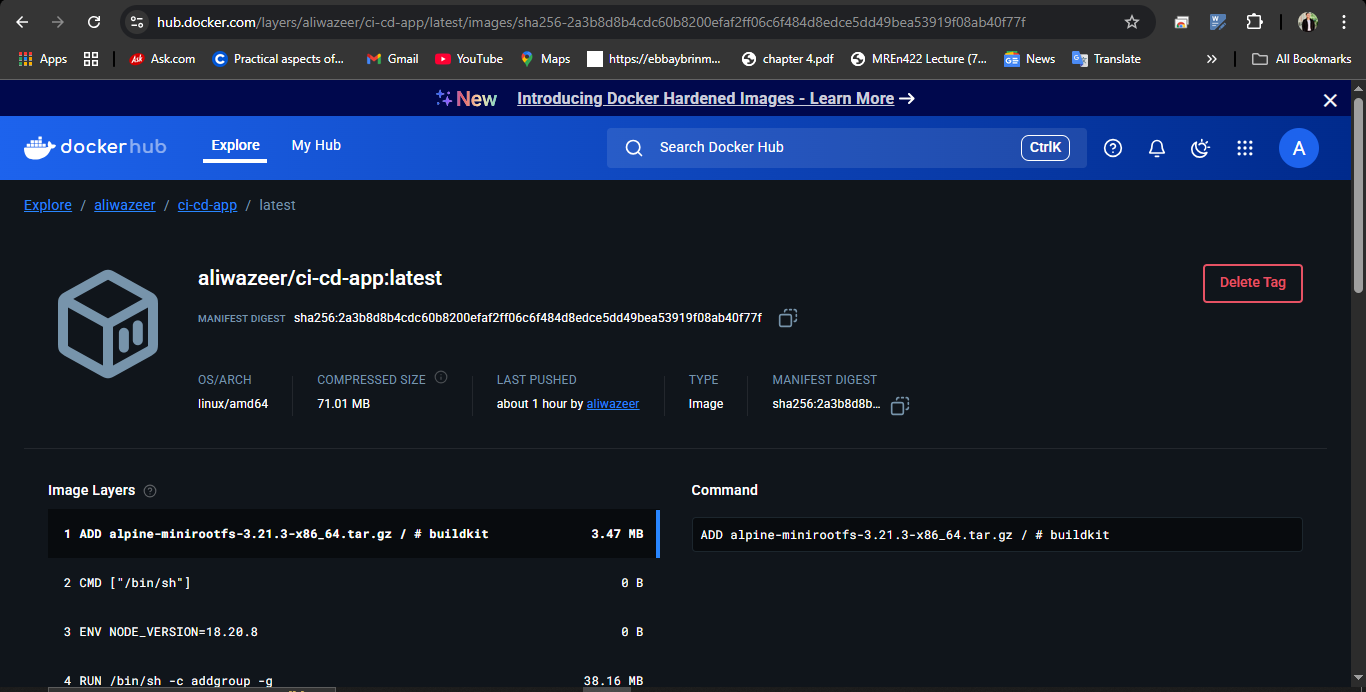 hub.docker.com/layers/aliwazeer/ci-cd-app/latest/images/sha256-2a3b8d8b4cdc60b8200efaf2ff06c6f484d8edce5dd49bea53919f08ab40f77f
Apps Ask.com Practical aspects of... Gmail YouTube Maps https://ebbaybrinm... chapter 4.pdf MREn422 Lecture (7... News Translate » All Bookmarks
New Introducing Docker Hardened Images - Learn More →
dockerhub Explore My Hub Search Docker Hub CtrlK A
Explore / aliwazeer / ci-cd-app / latest
aliwazeer/ci-cd-app:latest
Delete Tag
MANIFEST DIGEST sha256:2a3b8d8b4cdc60b8200efaf2ff06c6f484d8edce5dd49bea53919f08ab40f77f
OS/ARCH COMPRESSED SIZE LAST PUSHED TYPE MANIFEST DIGEST
linux/amd64 71.01 MB about 1 hour by aliwazeer Image sha256:2a3b8d8b...
Image Layers Command
1 ADD alpine-minirootfs-3.21.3-x86_64.tar.gz / # buildkit 3.47 MB
ADD alpine-minirootfs-3.21.3-x86_64.tar.gz / # buildkit
2 CMD ["/bin/sh"] 0 B
3 ENV NODE_VERSION=18.20.8 0 B
4 RUN /bin/sh -c addgroup -g 38.16 MB